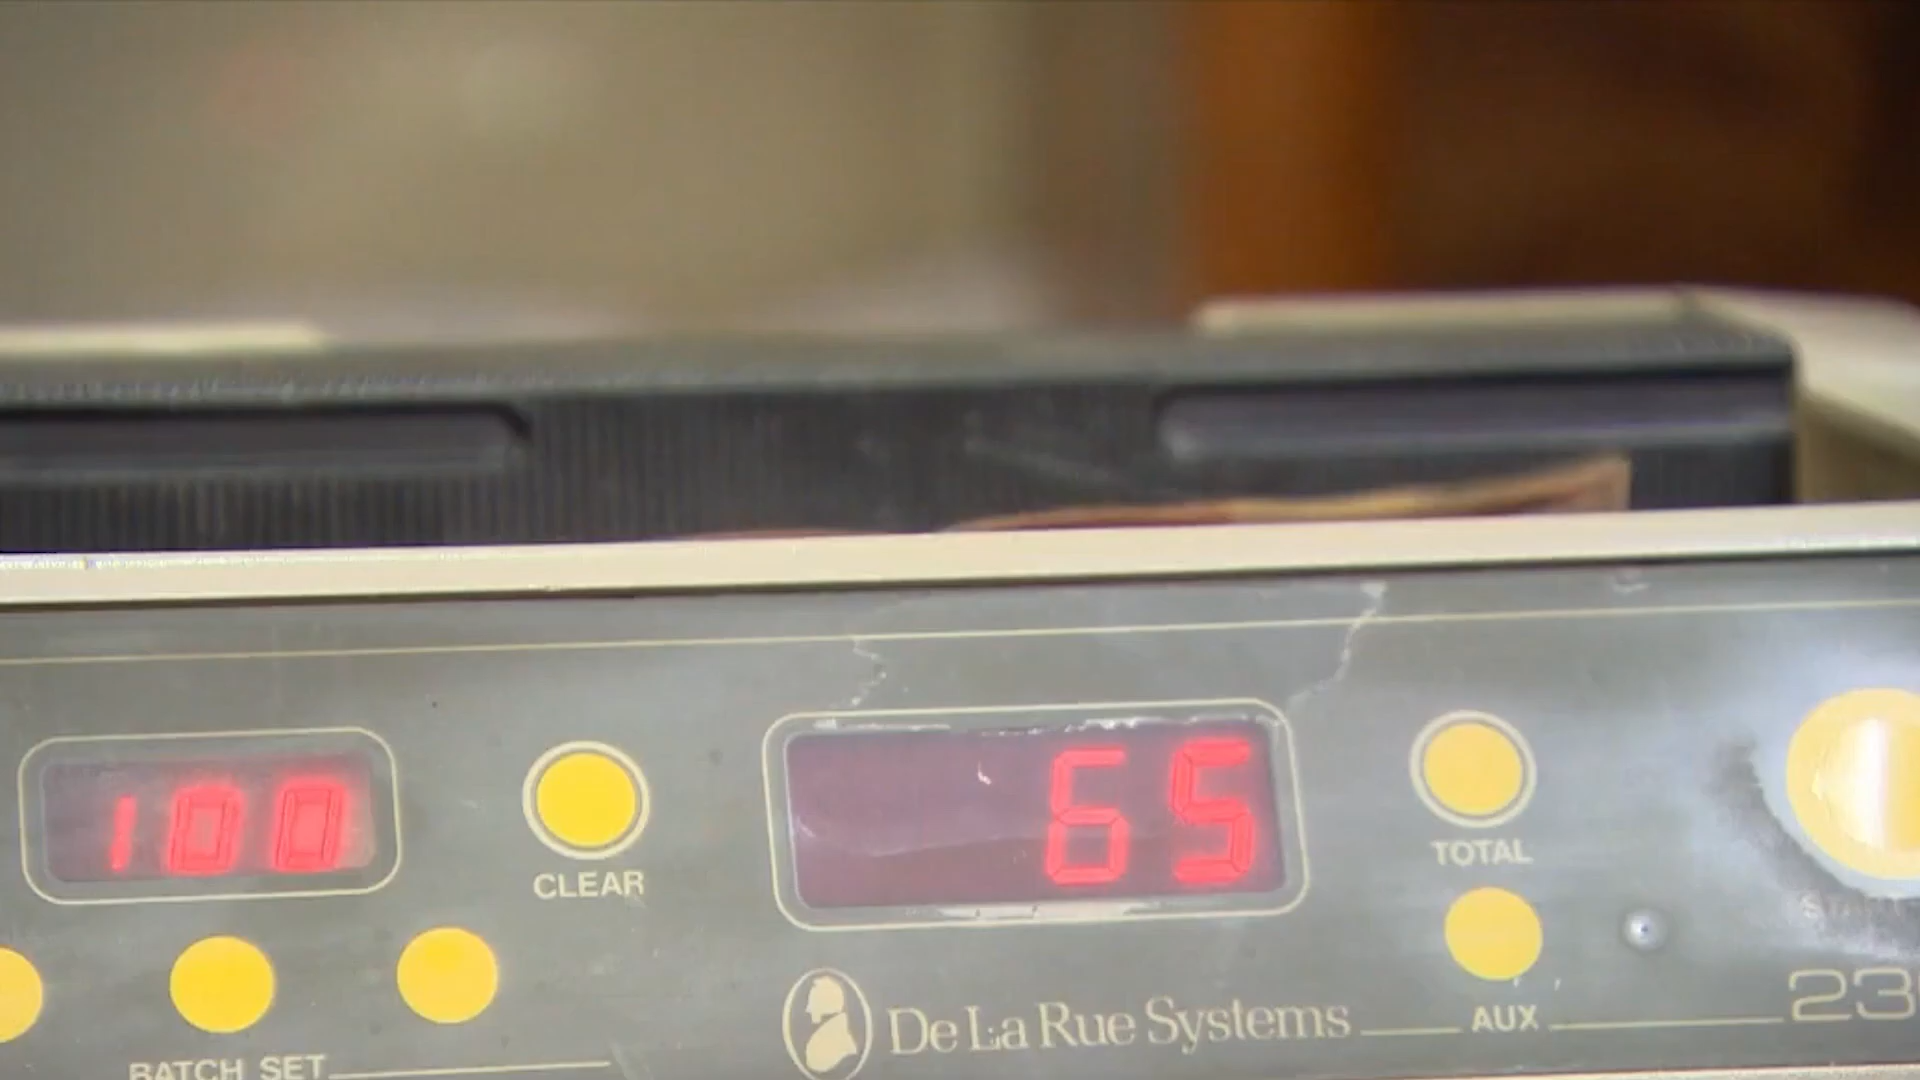 100
CLEAR
65
TOTAL
De La Rue Systems
AUX
23
BATCH SET